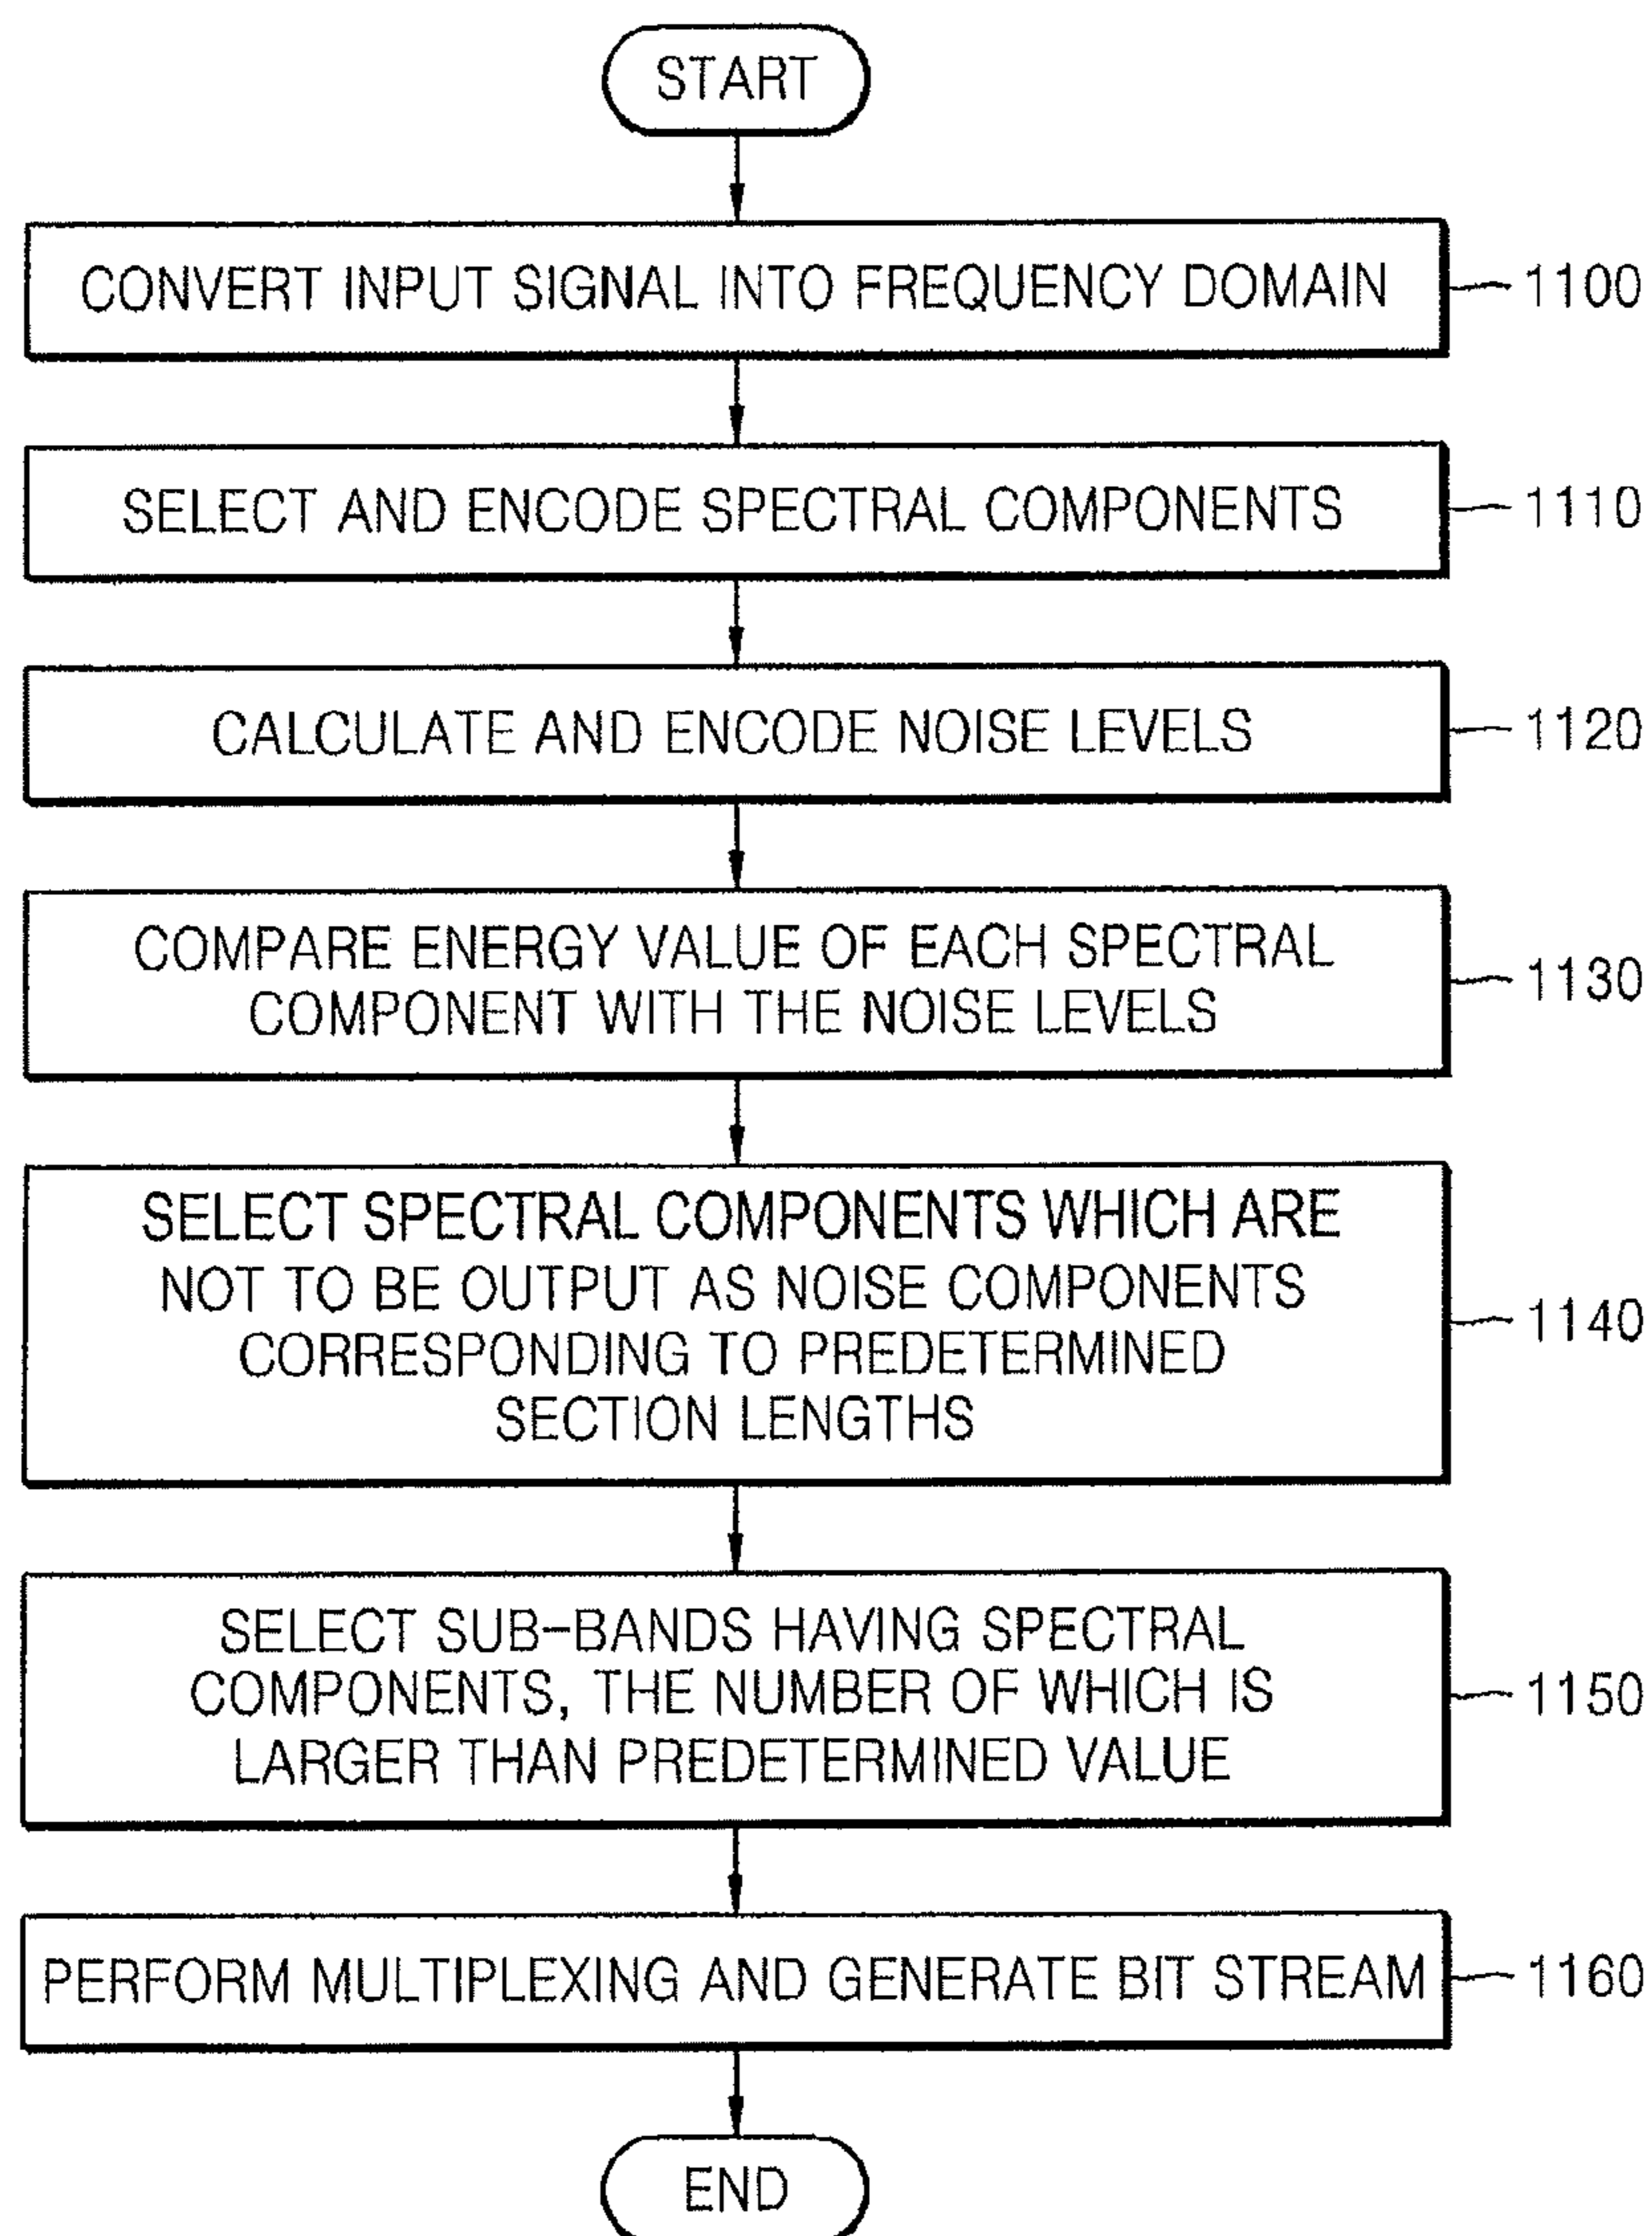 START
CONVERT INPUT SIGNAL INTO FREQUENCY DOMAIN
1100
SELECT AND ENCODE SPECTRAL COMPONENTS
1110
CALCULATE AND ENCODE NOISE LEVELS
1120
COMPARE ENERGY VALUE OF EACH SPECTRAL
COMPONENT WITH THE NOISE LEVELS
1130
SELECT SPECTRAL COMPONENTS WHICH ARE
NOT TO BE OUTPUT AS NOISE COMPONENTS
CORRESPONDING TO PREDETERMINED
SECTION LENGTHS
1140
SELECT SUB-BANDS HAVING SPECTRAL
COMPONENTS, THE NUMBER OF WHICH IS
LARGER THAN PREDETERMINED VALUE
1150
PERFORM MULTIPLEXING AND GENERATE BIT STREAM
1160
END